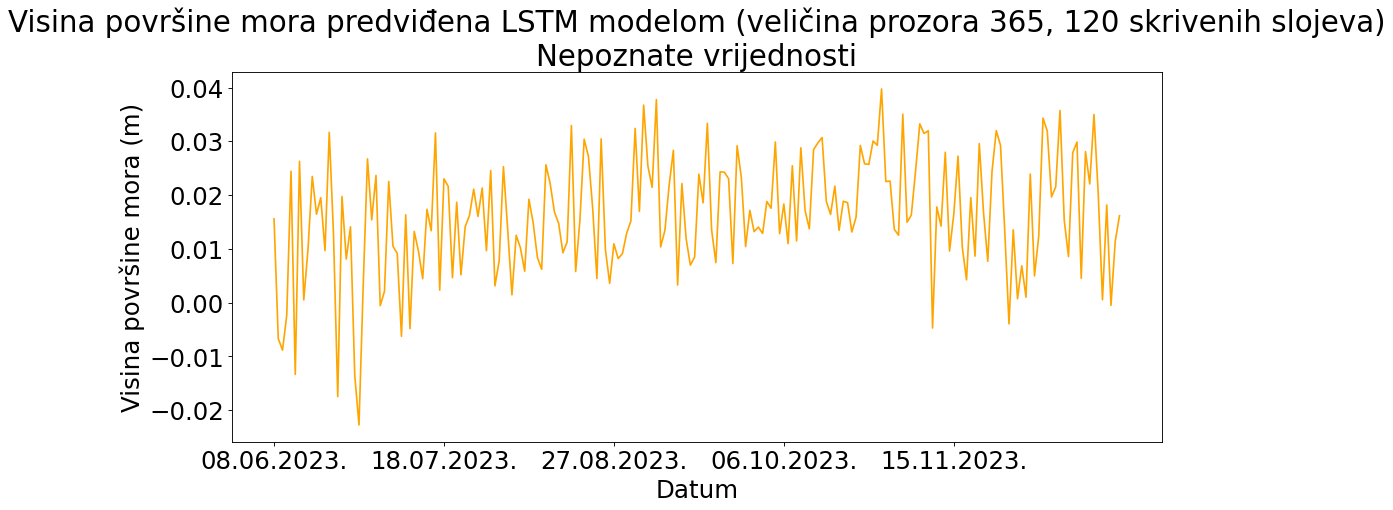 Visina površine mora predviđena LSTM modelom (veličina prozora 365, 120 skrivenih slojeva)
Nepoznate vrijednosti
Visina površine mora (m)
0.04
0.03
0.02
0.01
0.00
−0.01
−0.02
08.06.2023. 18.07.2023. 27.08.2023. 06.10.2023. 15.11.2023.
Datum